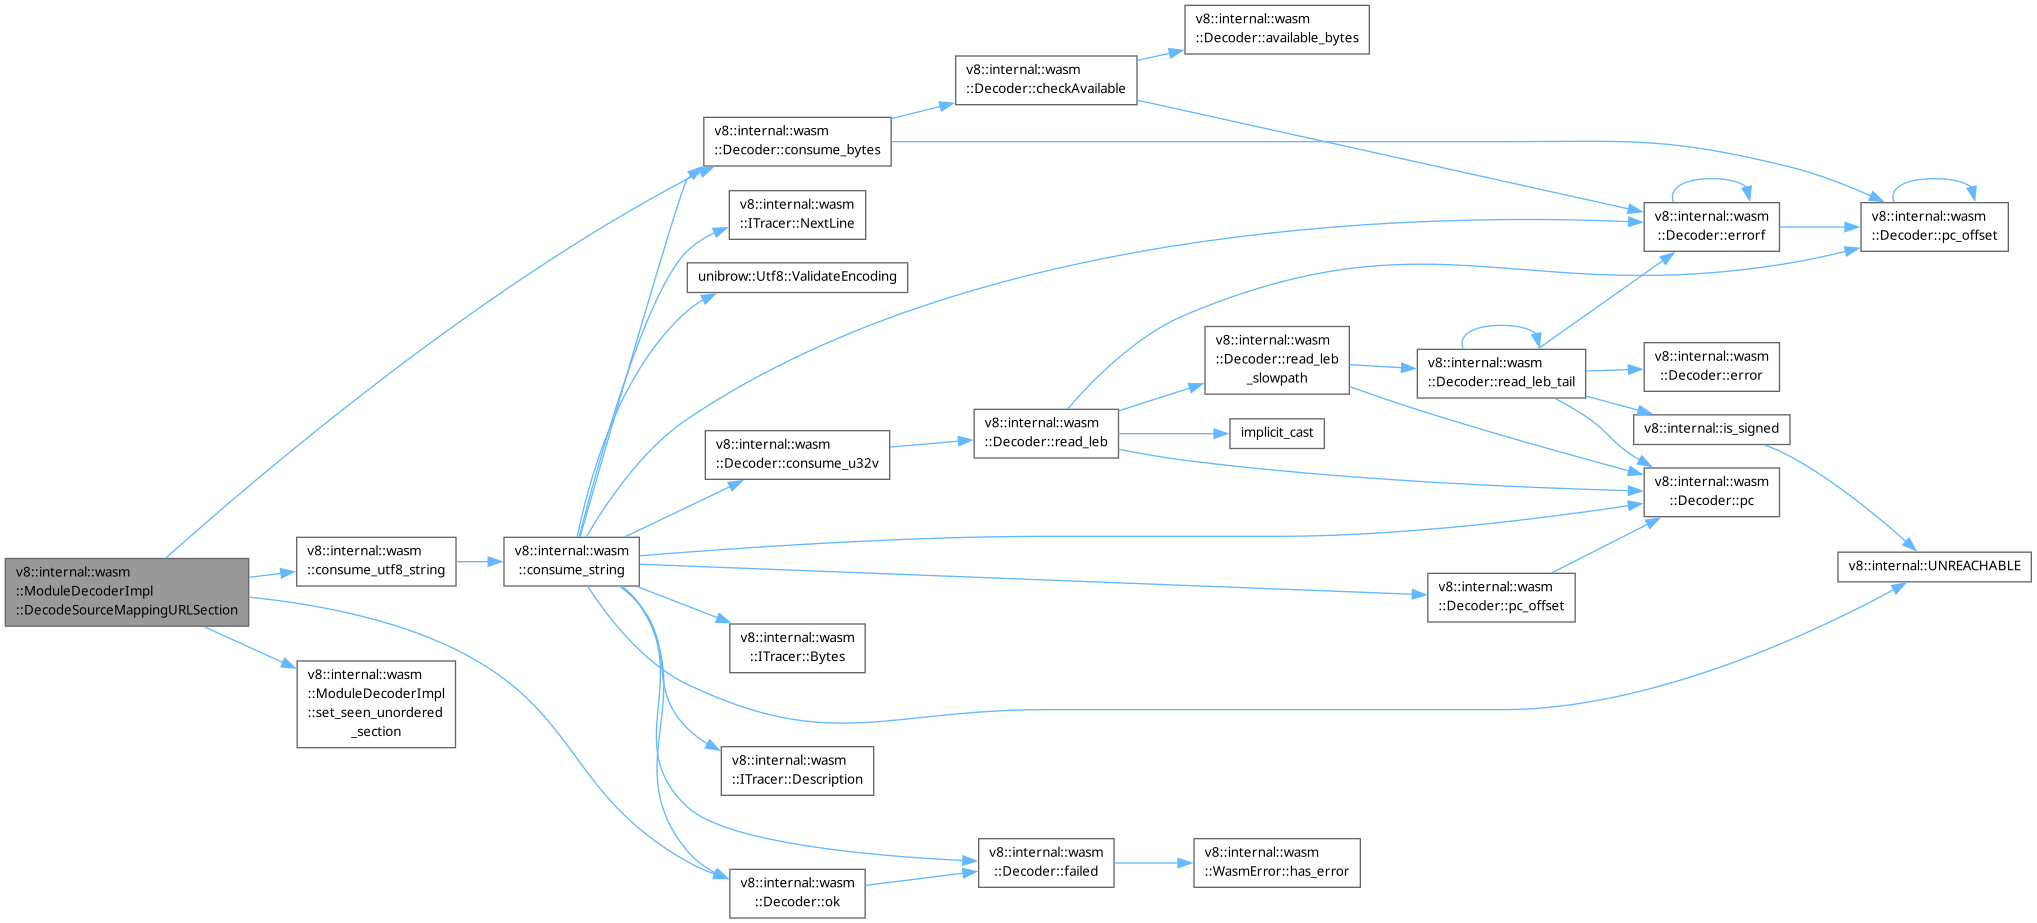 v8::internal::wasm
::ModuleDecoderImpl
::DecodeSourceMappingURLSection
v8::internal::wasm
::consume_utf8_string
v8::internal::wasm
::ModuleDecoderImpl
::set_seen_unordered
_section
v8::internal::wasm
::consume_string
v8::internal::wasm
::Decoder::consume_bytes
v8::internal::wasm
::ITracer::NextLine
unibrow::Utf8::ValidateEncoding
v8::internal::wasm
::Decoder::consume_u32v
v8::internal::wasm
::ITracer::Bytes
v8::internal::wasm
::ITracer::Description
v8::internal::wasm
::Decoder::ok
v8::internal::wasm
::Decoder::checkAvailable
v8::internal::wasm
::Decoder::read_leb
v8::internal::wasm
::Decoder::failed
v8::internal::wasm
::Decoder::available_bytes
v8::internal::wasm
::Decoder::read_leb
_slowpath
implicit_cast
v8::internal::wasm
::WasmError::has_error
v8::internal::wasm
::Decoder::read_leb_tail
v8::internal::wasm
::Decoder::pc_offset
v8::internal::wasm
::Decoder::errorf
v8::internal::wasm
::Decoder::error
v8::internal::is_signed
v8::internal::wasm
::Decoder::pc
v8::internal::wasm
::Decoder::pc_offset
v8::internal::UNREACHABLE